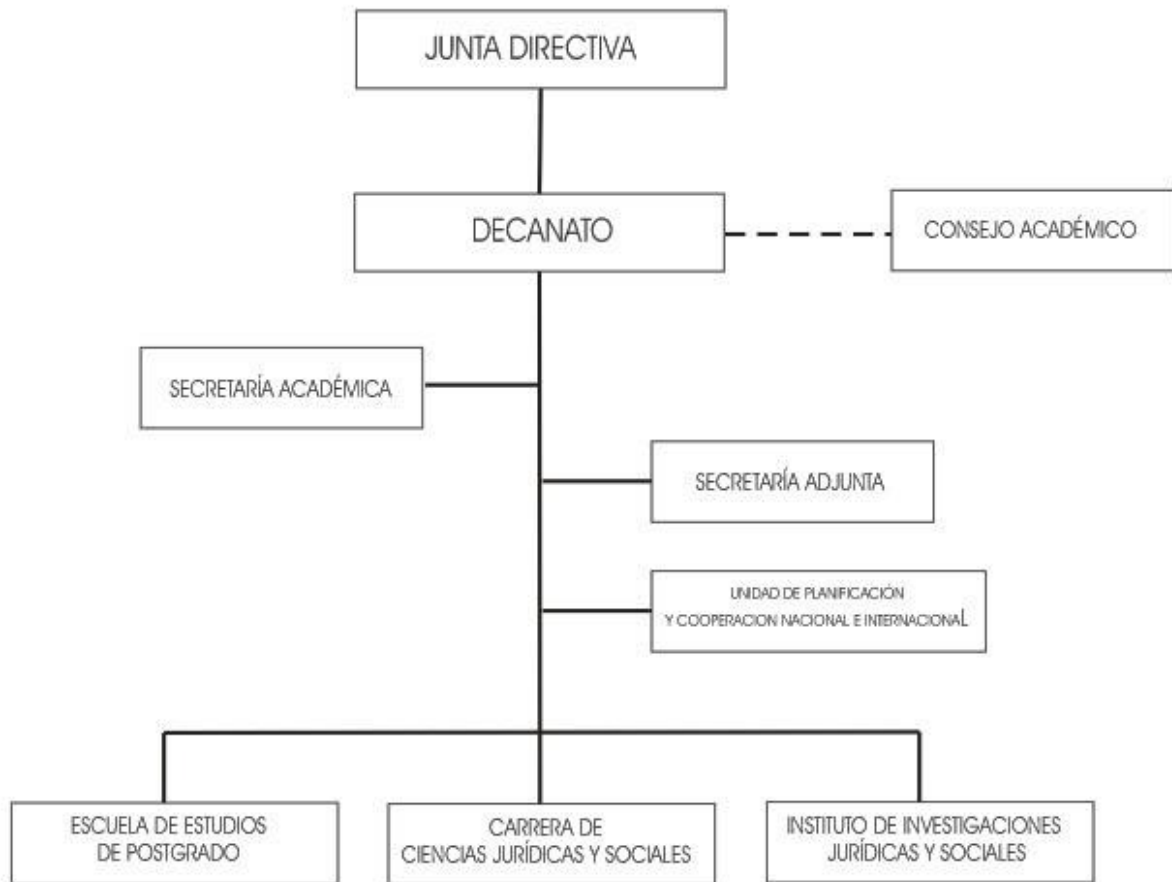 JUNTA DIRECTIVA
DECANATO
CONSEJO ACADÉMICO
SECRETARÍA ACADÉMICA
SECRETARÍA ADJUNTA
UNIDAD DE PLANIFICACIÓN
Y COOPERACION NACIONAL E INTERNACIONAL
ESCUELA DE ESTUDIOS
DE POSTGRADO
CARRERA DE
CIENCIAS JURÍDICAS Y SOCIALES
INSTITUTO DE INVESTIGACIONES
JURÍDICAS Y SOCIALES